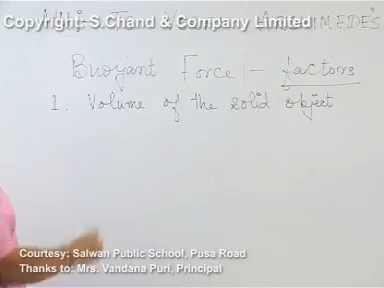 Copyright: S.Chand & Company Limited
ARCHIMEDE'S
Buoyant Force :- factors
1. Volume of the solid object
Courtesy: Salwan Public School, Pusa Road
Thanks to: Mrs. Vandana Puri, Principal